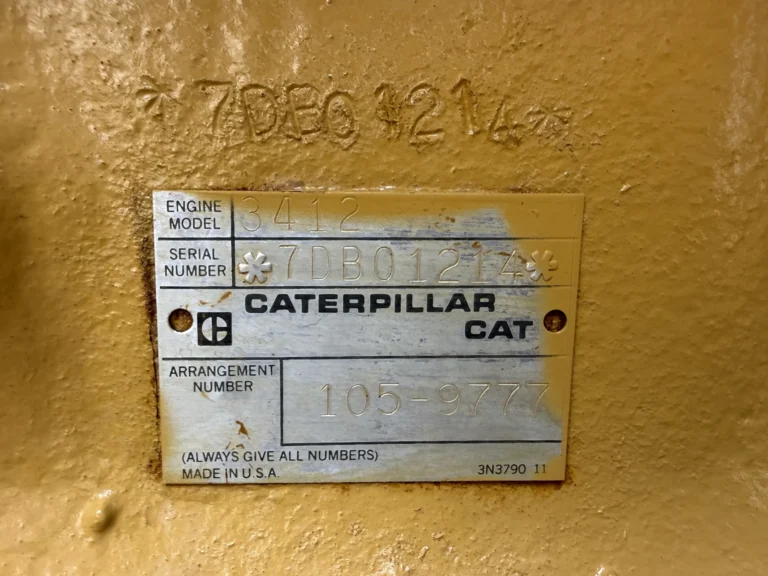 *7DB01214*
ENGINE MODEL 3412
SERIAL NUMBER *7DB01214*
CATERPILLAR
CAT
ARRANGEMENT NUMBER 105-9777
(ALWAYS GIVE ALL NUMBERS)
MADE IN U.S.A. 3N3790 11